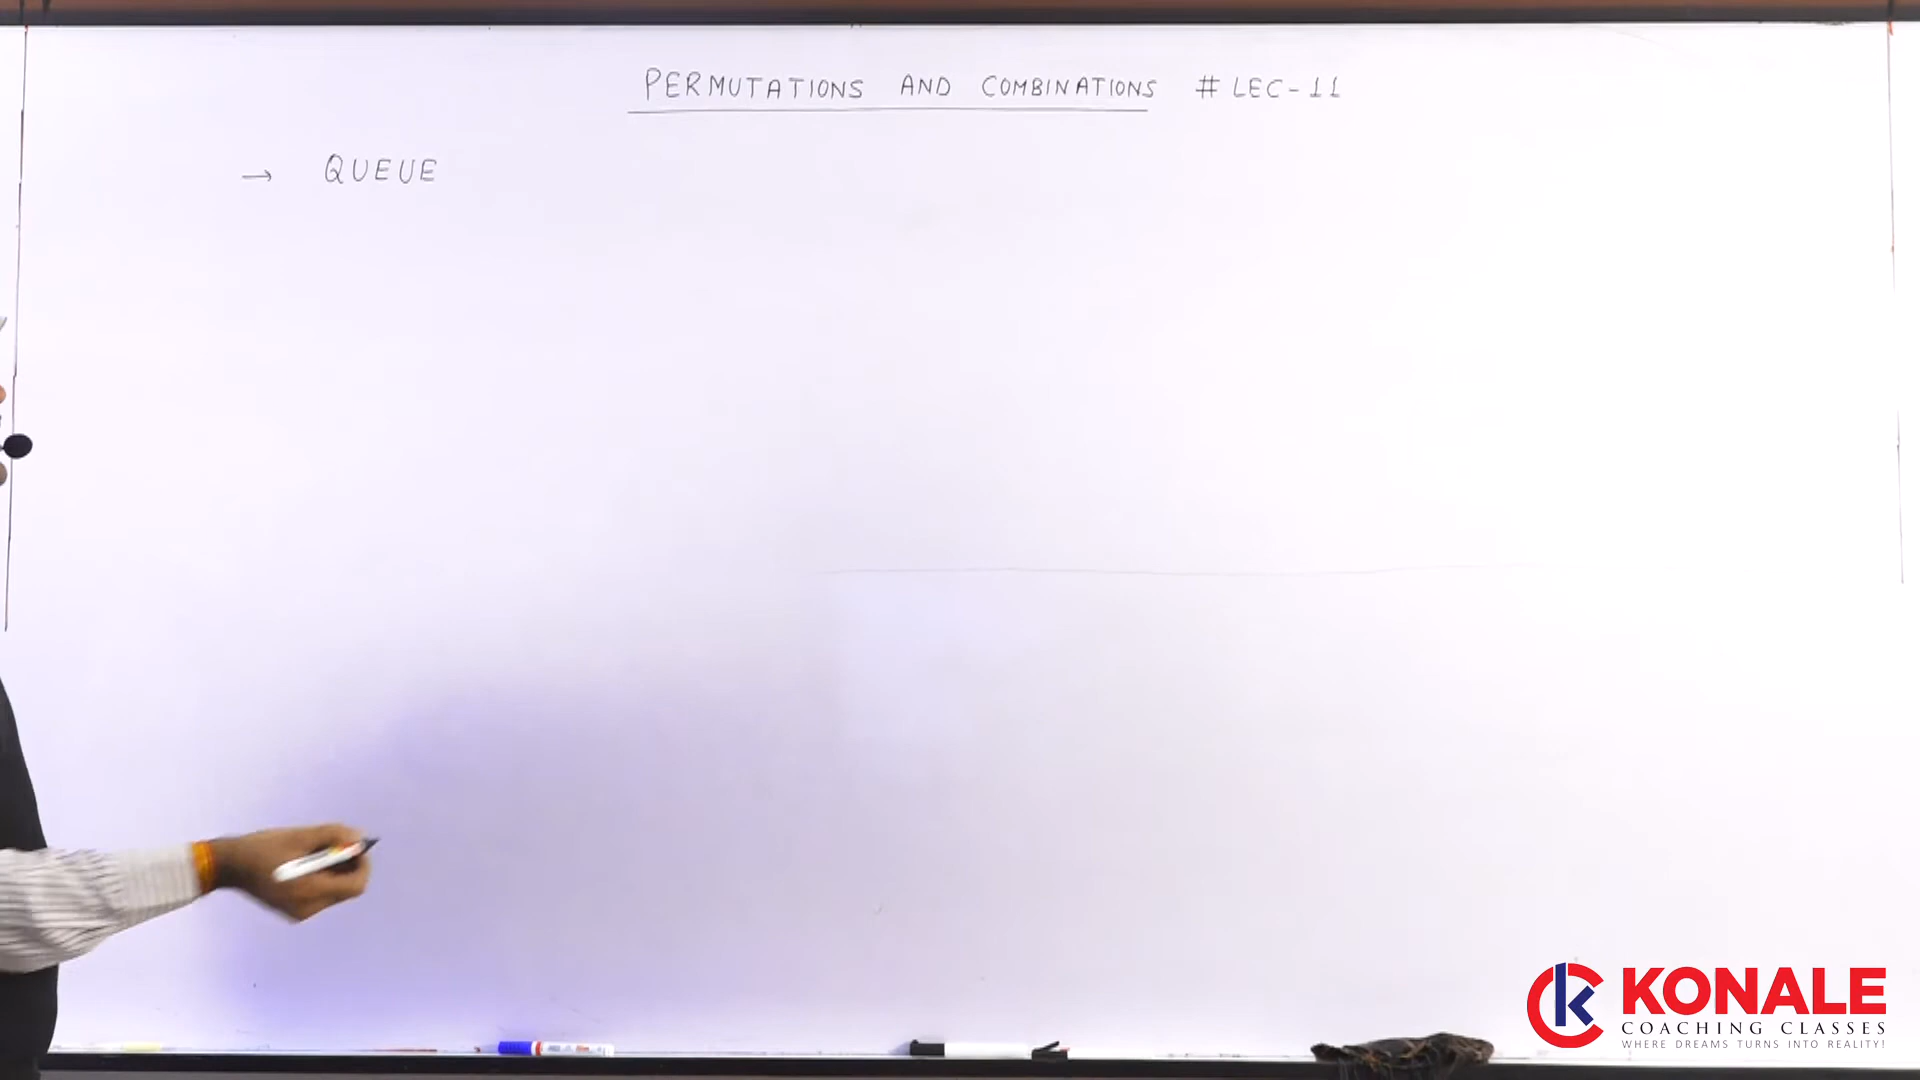 PERMUTATIONS AND COMBINATIONS # LEC-11
→ QUEUE
KONALE
COACHING CLASSES
WHERE DREAMS TURNS INTO REALITY!